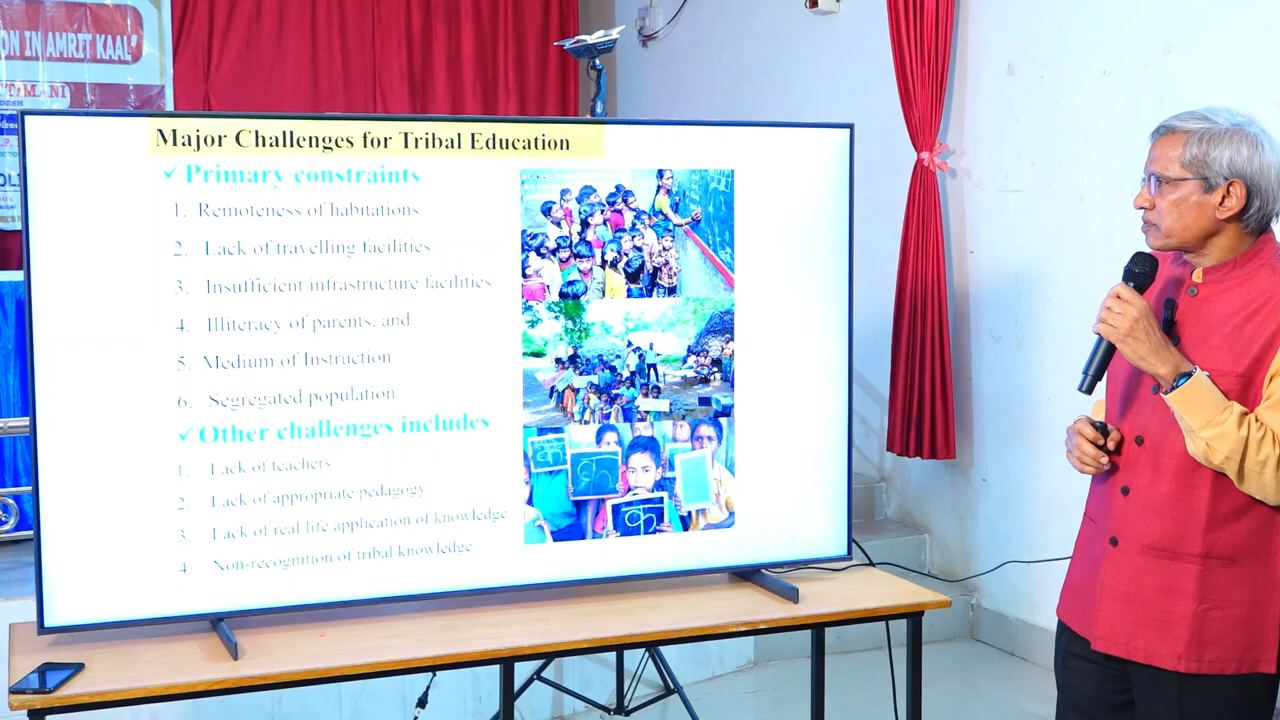 ON IN AMRIT KAAL"
Major Challenges for Tribal Education
✓ Primary constraints
1. Remoteness of habitations
2. Lack of travelling facilities
3. Insufficient infrastructure facilities
4. Illiteracy of parents, and
5. Medium of Instruction
6. Segregated population
✓ Other challenges includes
1. Lack of teachers
2. Lack of appropriate pedagogy
3. Lack of real life application of knowledge
4. Non-recognition of tribal knowledge
क
क
क